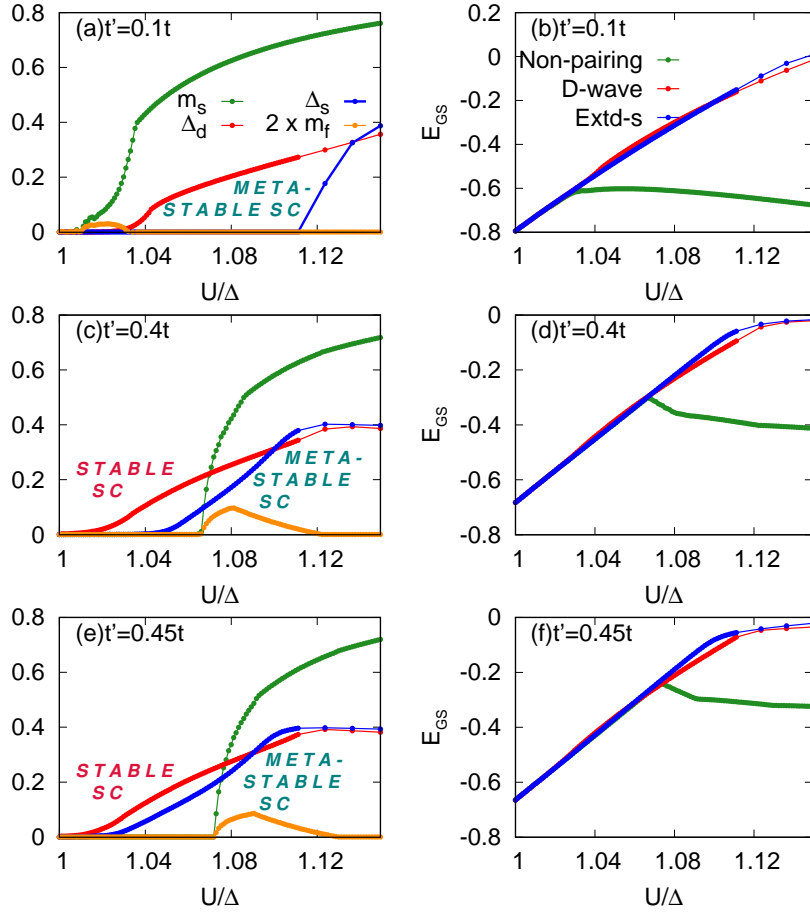 (a)t'=0.1t
0.8
0.6
0.4
0.2
0
m_s
Δ_s
Δ_d
2 x m_f
META-
STABLE SC
1
1.04
1.08
1.12
U/Δ
(b)t'=0.1t
0.2
0
-0.2
-0.4
-0.6
-0.8
E_GS
Non-pairing
D-wave
Extd-s
1
1.04
1.08
1.12
U/Δ
(c)t'=0.4t
0.8
0.6
0.4
0.2
0
STABLE
SC
META-
STABLE
SC
1
1.04
1.08
1.12
U/Δ
(d)t'=0.4t
0
-0.2
-0.4
-0.6
-0.8
E_GS
1
1.04
1.08
1.12
U/Δ
(e)t'=0.45t
0.8
0.6
0.4
0.2
0
STABLE
SC
META-
STABLE
SC
1
1.04
1.08
1.12
U/Δ
(f)t'=0.45t
0
-0.2
-0.4
-0.6
-0.8
E_GS
1
1.04
1.08
1.12
U/Δ